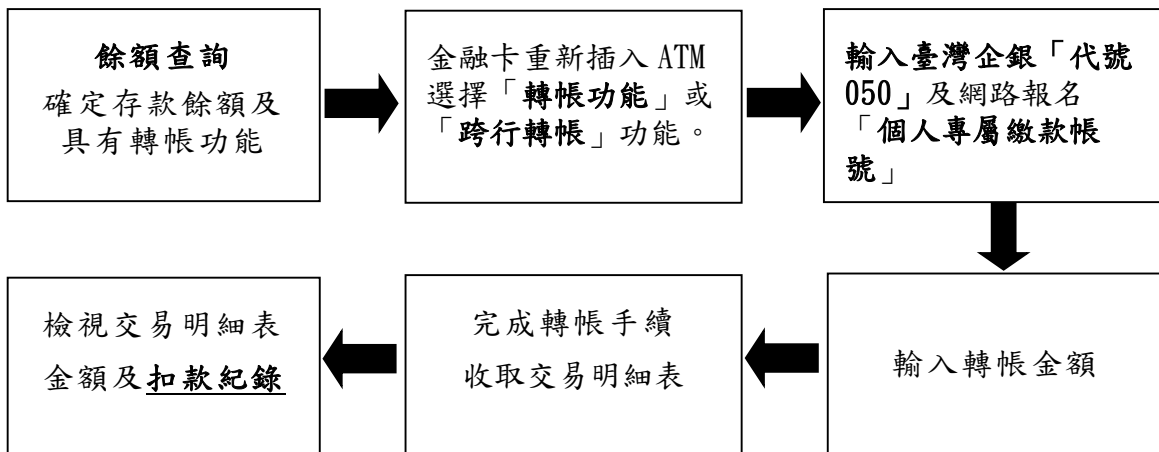 餘額查詢
確定存款餘額及
具有轉帳功能
金融卡重新插入 ATM
選擇「轉帳功能」或
「跨行轉帳」功能。
輸入臺灣企銀「代號
050」及網路報名
「個人專屬繳款帳
號」
輸入轉帳金額
完成轉帳手續
收取交易明細表
檢視交易明細表
金額及扣款紀錄